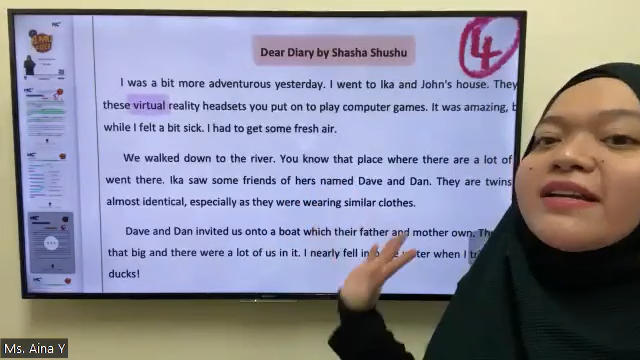 4
Dear Diary by Shasha Shushu
I was a bit more adventurous yesterday. I went to Ika and John's house. They
these virtual reality headsets you put on to play computer games. It was amazing,
while I felt a bit sick. I had to get some fresh air.
We walked down to the river. You know that place where there are a lot of
went there. Ika saw some friends of hers named Dave and Dan. They are twins
almost identical, especially as they were wearing similar clothes.
Dave and Dan invited us onto a boat which their father and mother own.
that big and there were a lot of us in it. I nearly fell when I
ducks!
Ms. Aina Y